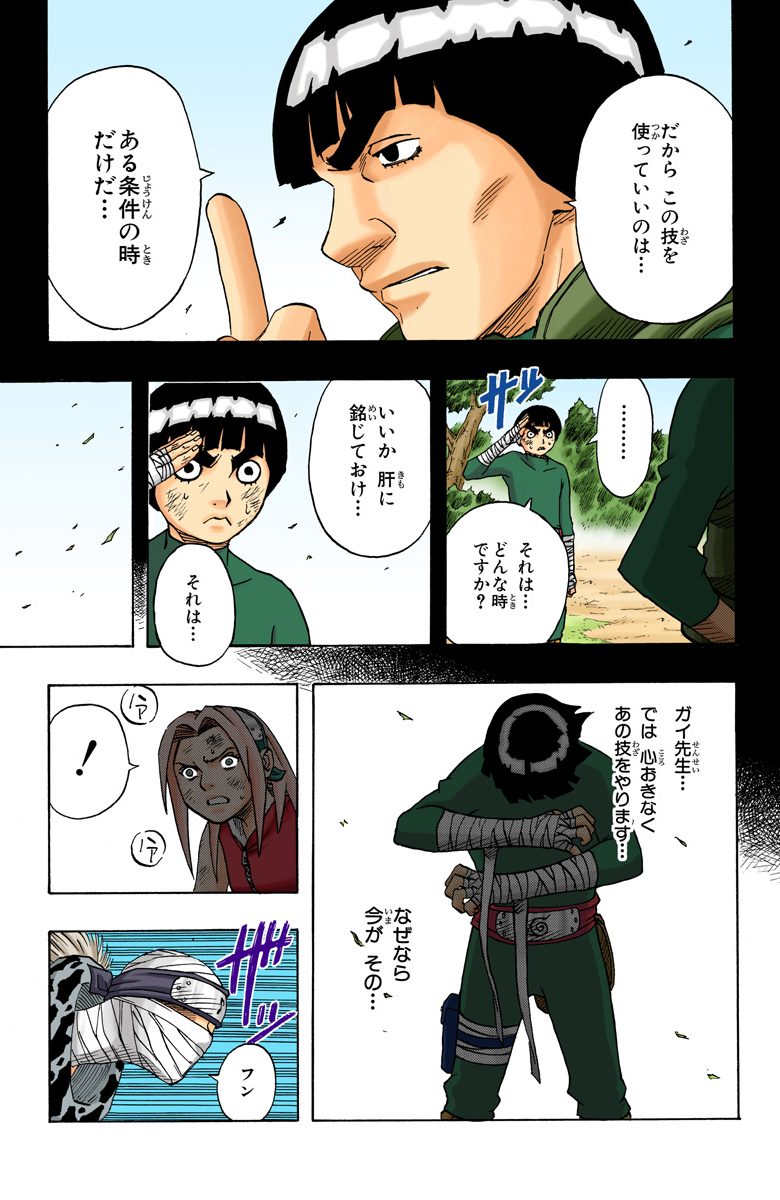 だから この技を
使っていいのは…
ある条件の時
だけだ…
…………
ザッ
それは…
どんな時
ですか？
いいか 肝に
銘じておけ…
それは…
ガイ先生…
では 心おきなく
あの技をやります…
なぜなら
今が その…
ハァ
！
ハァ
ザッ
フン